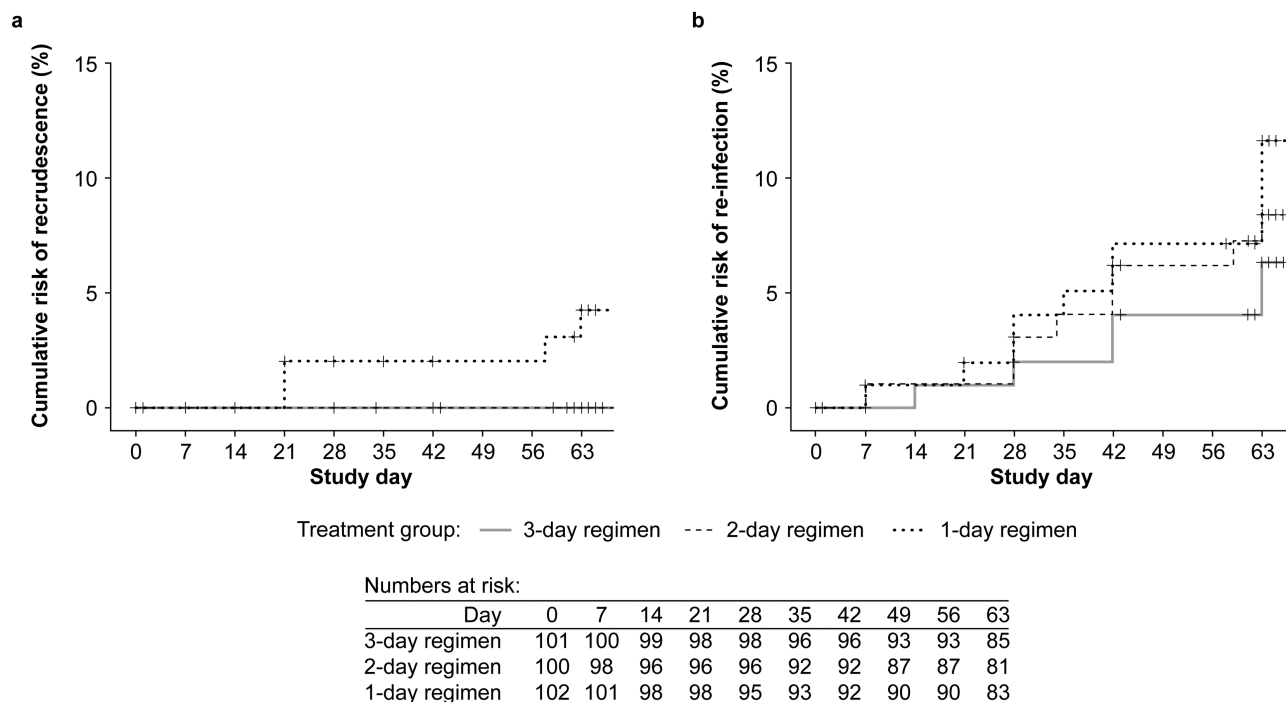 a
Cumulative risk of recrudescence (%)
15
10
5
0
0 7 14 21 28 35 42 49 56 63
Study day
b
Cumulative risk of re-infection (%)
15
10
5
0
0 7 14 21 28 35 42 49 56 63
Study day
Treatment group: 3-day regimen 2-day regimen 1-day regimen
Numbers at risk:
Day 0 7 14 21 28 35 42 49 56 63
3-day regimen 101 100 99 98 98 96 96 93 93 85
2-day regimen 100 98 96 96 96 92 92 87 87 81
1-day regimen 102 101 98 98 95 93 92 90 90 83